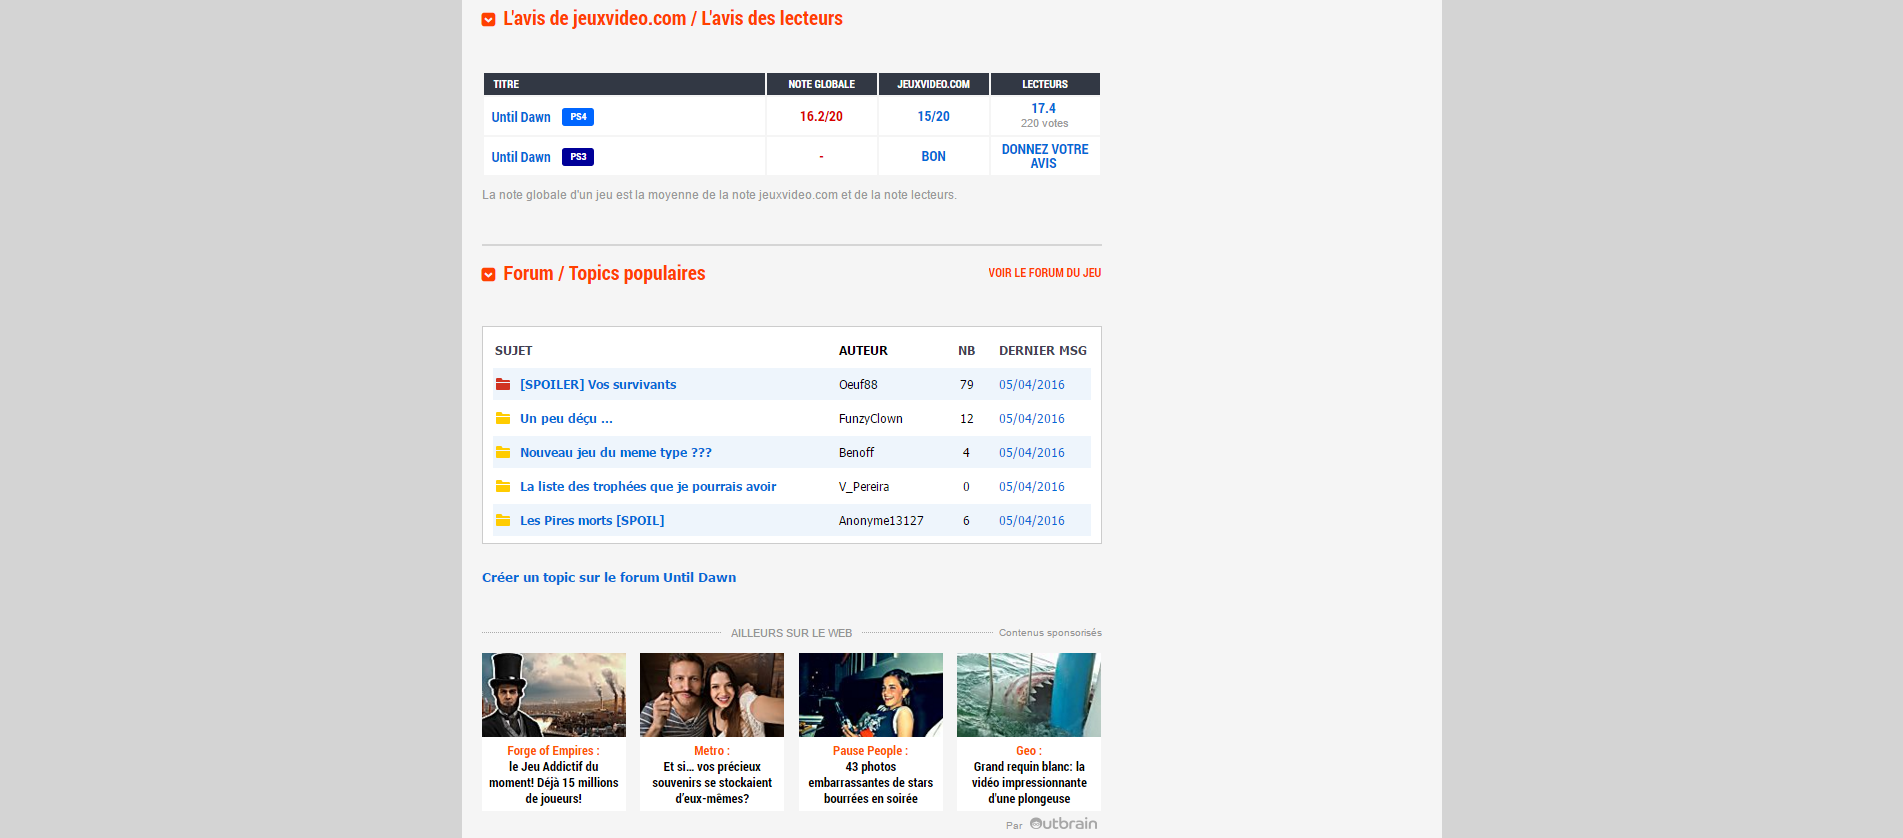 L'avis de jeuxvideo.com / L'avis des lecteurs
TITRE NOTE GLOBALE JEUXVIDEO.COM LECTEURS
Until Dawn PS4 16.2/20 15/20 17.4
220 votes
Until Dawn PS3 - BON DONNEZ VOTRE
AVIS
La note globale d'un jeu est la moyenne de la note jeuxvideo.com et de la note lecteurs.
Forum / Topics populaires VOIR LE FORUM DU JEU
SUJET AUTEUR NB DERNIER MSG
[SPOILER] Vos survivants Oeuf88 79 05/04/2016
Un peu déçu ... FunzyClown 12 05/04/2016
Nouveau jeu du meme type ??? Benoff 4 05/04/2016
La liste des trophées que je pourrais avoir V_Pereira 0 05/04/2016
Les Pires morts [SPOIL] Anonyme13127 6 05/04/2016
Créer un topic sur le forum Until Dawn
AILLEURS SUR LE WEB Contenus sponsorisés
Forge of Empires :
le Jeu Addictif du
moment! Déjà 15 millions
de joueurs!
Metro :
Et si... vos précieux
souvenirs se stockaient
d'eux-mêmes?
Pause People :
43 photos
embarrassantes de stars
bourrées en soirée
Geo :
Grand requin blanc: la
vidéo impressionnante
d'une plongeuse
Par Outbrain